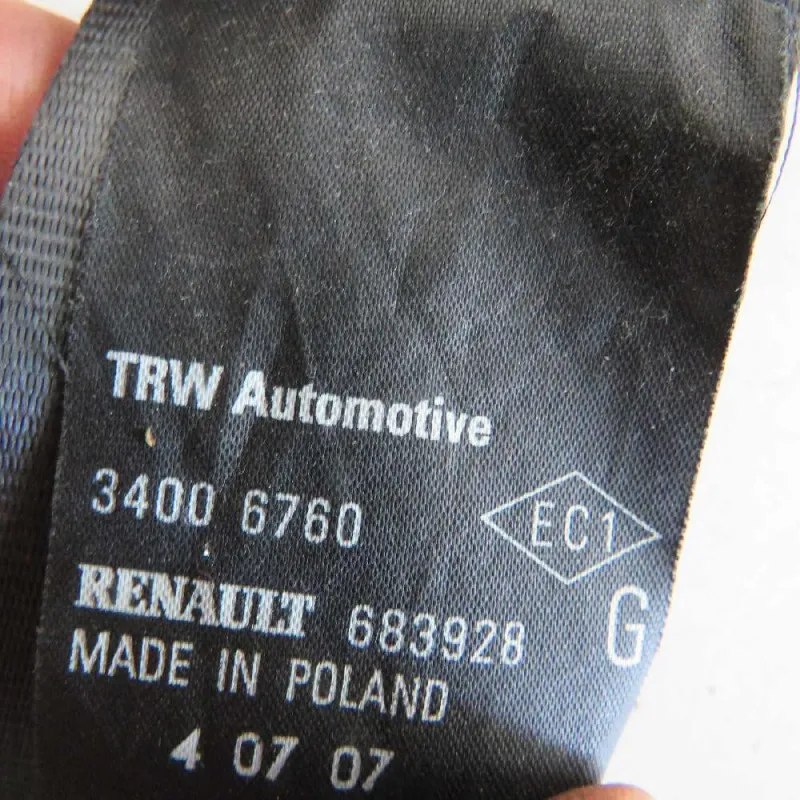 TRW Automotive
3400 6760
EC1
RENAULT 683928
G
MADE IN POLAND
4 07 07